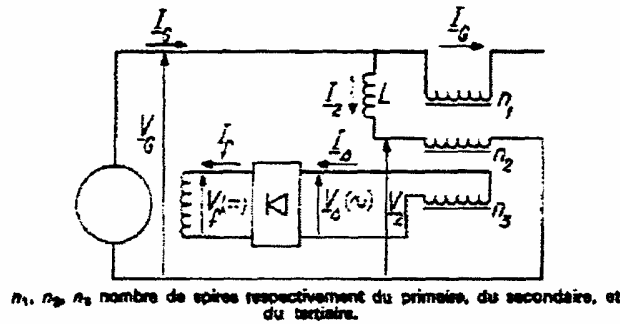 I_S
I_G
I_2
L
n_1
V_G
n_2
I_f
I_Δ
V_f(=)
V_Δ(~)
V_2
n_3
n₁, n₂, n₃ nombre de spires respectivement du primaire, du secondaire, et
du tertiaire.